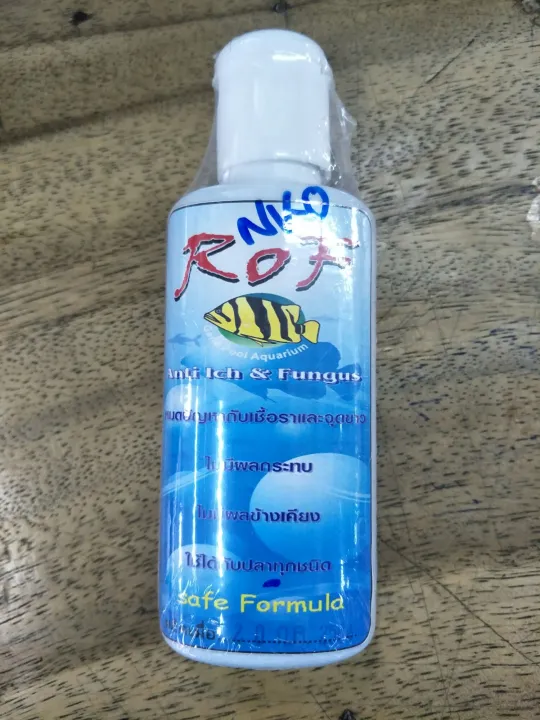 NILO
RoF
Aquarium
Anti Ich & Fungus
หมดปัญหากับเชื้อราและจุดขาว
ไม่มีผลกระทบ
ไม่มีผลข้างเคียง
ใช้ได้กับปลาทุกชนิด
safe Formula